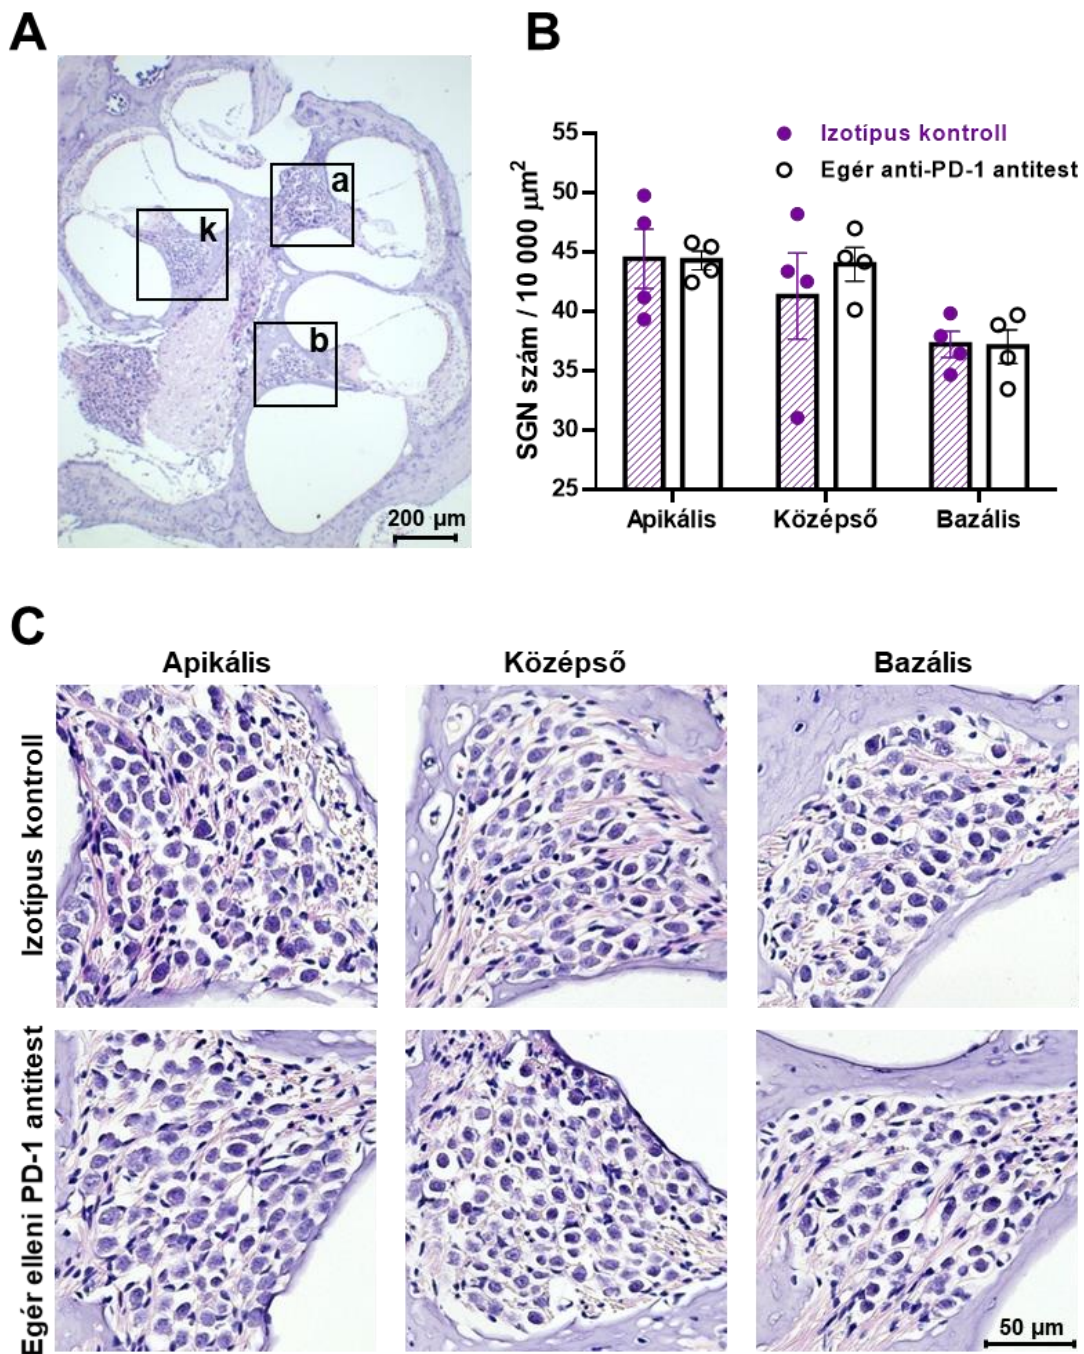 A
a
k
b
200 µm
B
55
50
45
40
35
30
25
SGN szám / 10 000 µm²
Izotípus kontroll
Egér anti-PD-1 antitest
Apikális
Középső
Bazális
C
Apikális
Középső
Bazális
Izotípus kontroll
Egér elleni PD-1 antitest
50 µm